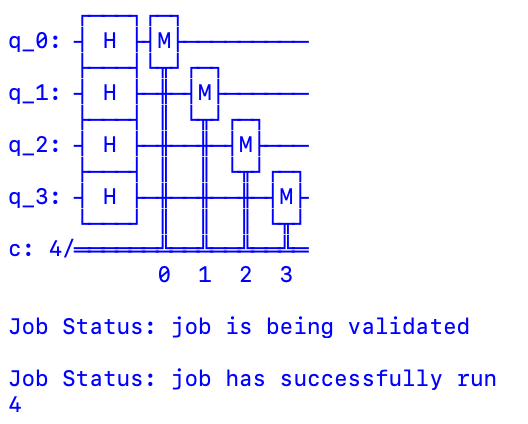 q_0: H M
q_1: H M
q_2: H M
q_3: H M
c: 4/
0 1 2 3
Job Status: job is being validated
Job Status: job has successfully run
4